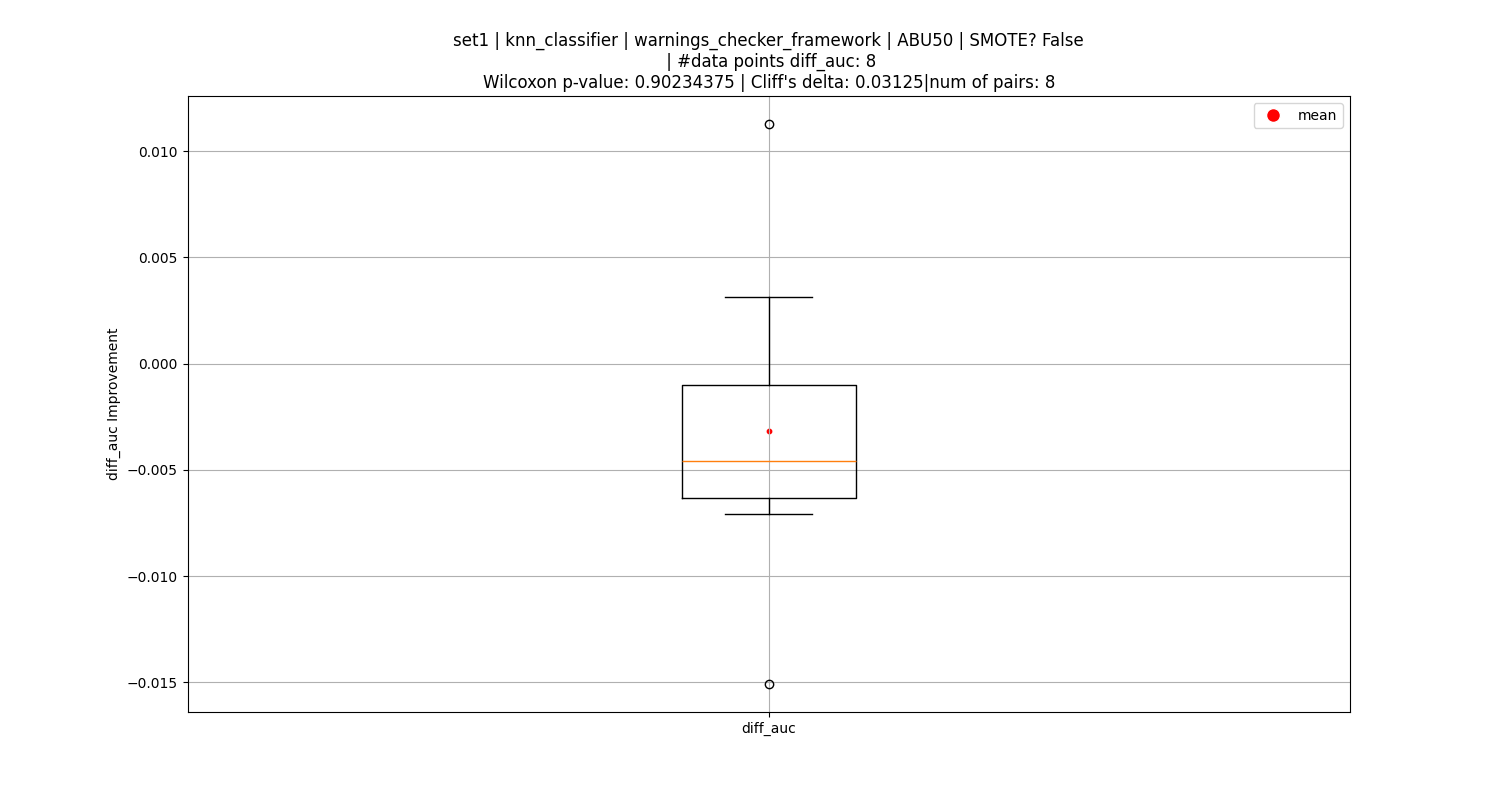 set1 | knn_classifier | warnings_checker_framework | ABU50 | SMOTE? False
| #data points diff_auc: 8
Wilcoxon p-value: 0.90234375 | Cliff's delta: 0.03125|num of pairs: 8
mean
0.010
0.005
0.000
−0.005
−0.010
−0.015
diff_auc Improvement
diff_auc